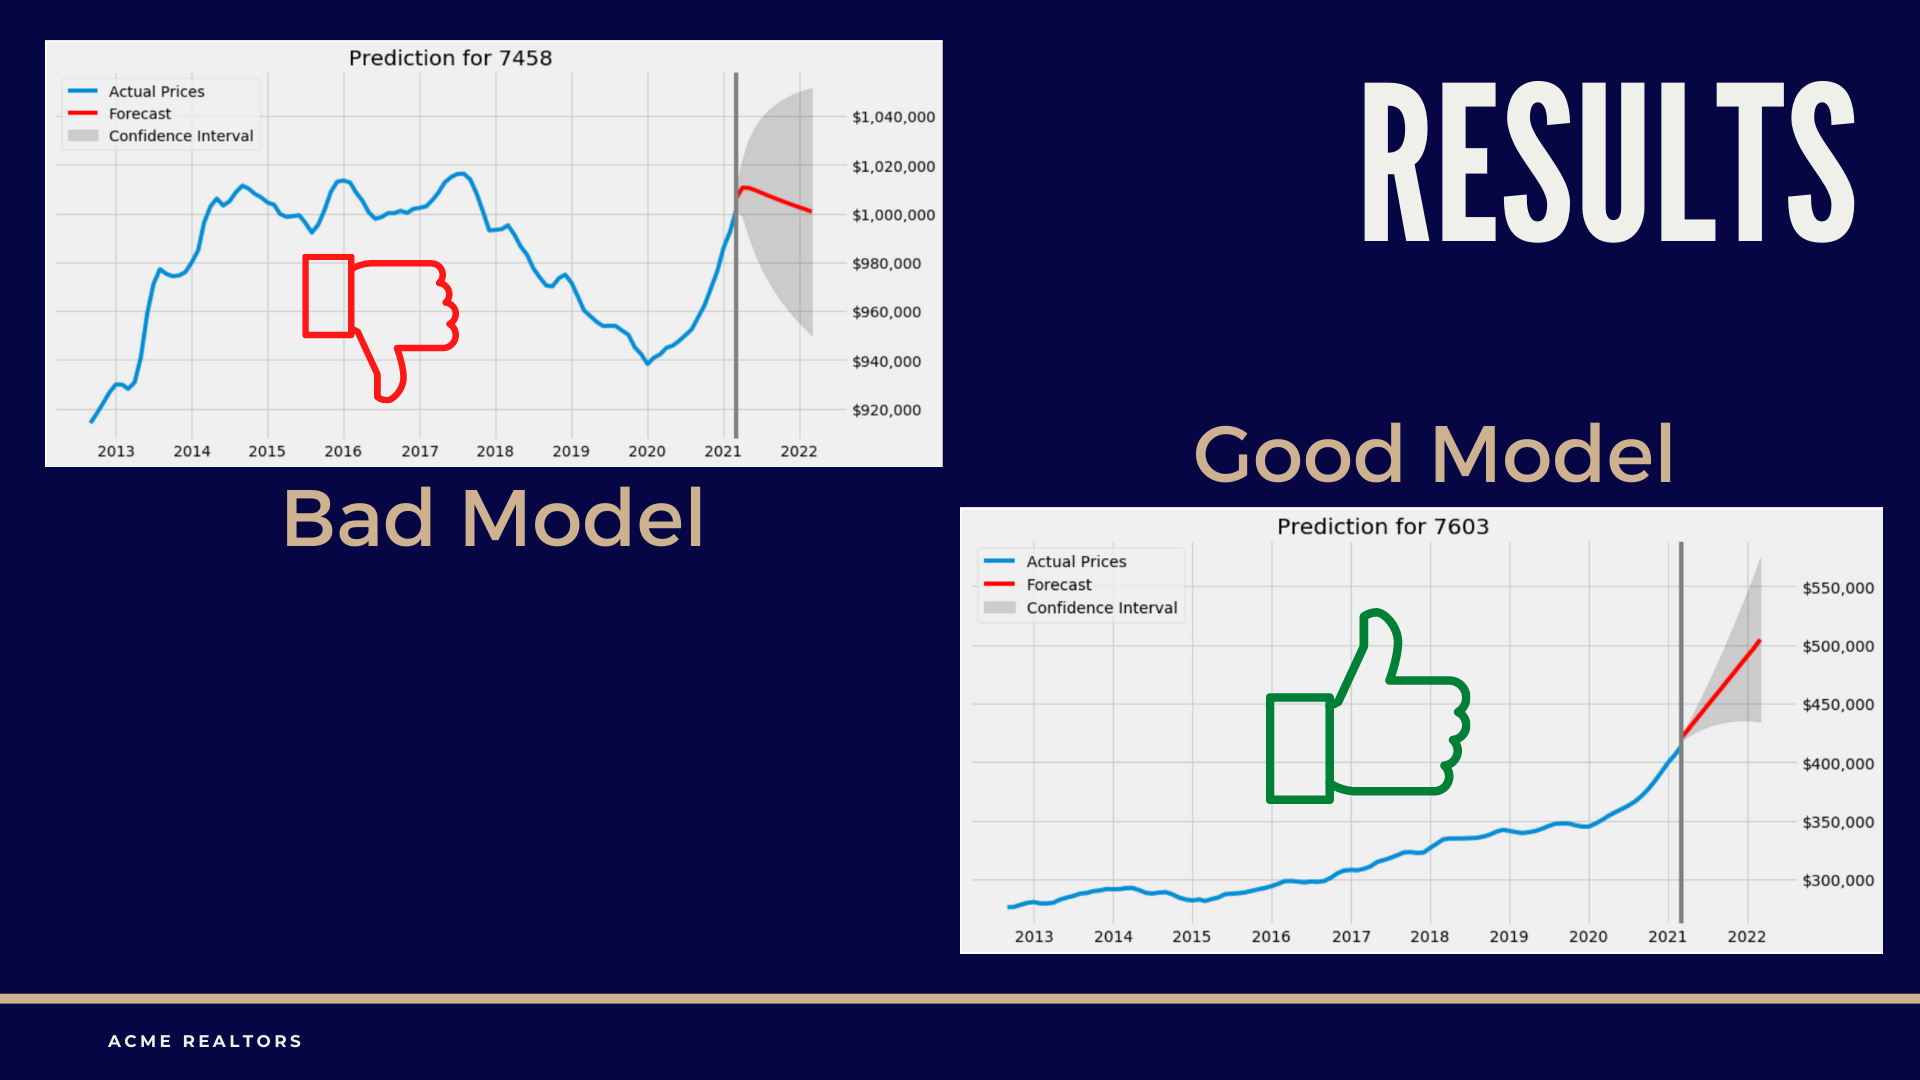 Prediction for 7458
Actual Prices
Forecast
Confidence Interval
$1,040,000
$1,020,000
$1,000,000
$980,000
$960,000
$940,000
$920,000
2013 2014 2015 2016 2017 2018 2019 2020 2021 2022
Bad Model
RESULTS
Good Model
Prediction for 7603
Actual Prices
Forecast
Confidence Interval
$550,000
$500,000
$450,000
$400,000
$350,000
$300,000
2013 2014 2015 2016 2017 2018 2019 2020 2021 2022
ACME REALTORS